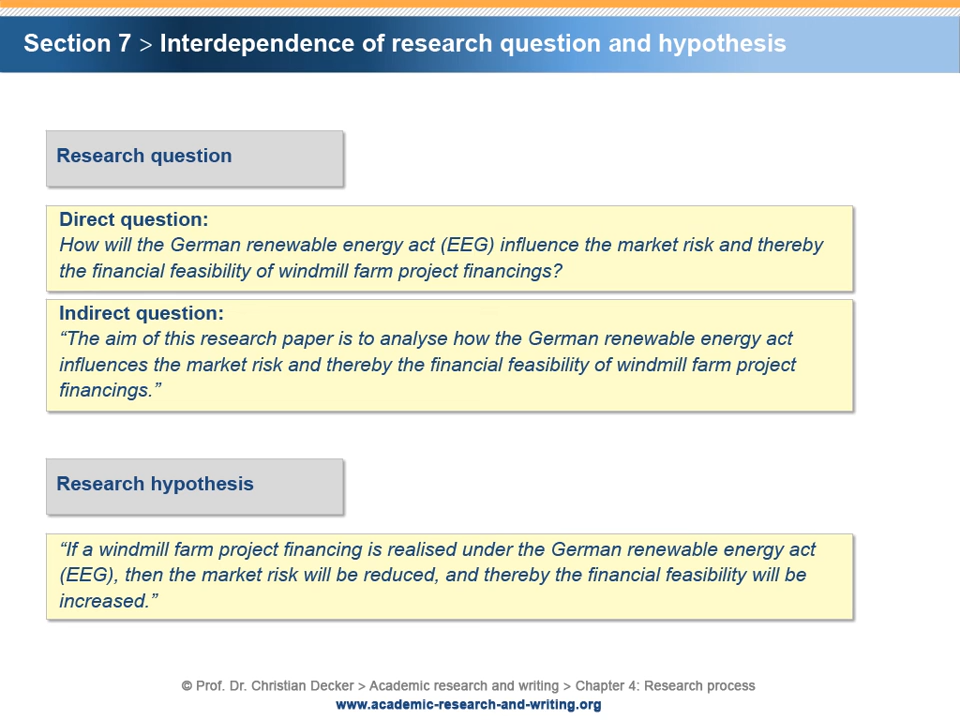 Section 7 > Interdependence of research question and hypothesis
Research question
Direct question:
How will the German renewable energy act (EEG) influence the market risk and thereby
the financial feasibility of windmill farm project financings?
Indirect question:
“The aim of this research paper is to analyse how the German renewable energy act
influences the market risk and thereby the financial feasibility of windmill farm project
financings.”
Research hypothesis
“If a windmill farm project financing is realised under the German renewable energy act
(EEG), then the market risk will be reduced, and thereby the financial feasibility will be
increased.”
© Prof. Dr. Christian Decker > Academic research and writing > Chapter 4: Research process
www.academic-research-and-writing.org